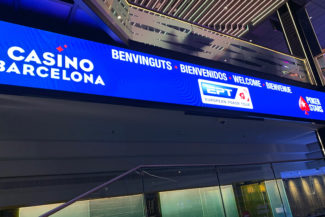 CASINO
BARCELONA
BENVINGUTS · BIENVENIDOS · WELCOME · BIENVENUE
EPT
EUROPEAN POKER TOUR
POKER
STARS